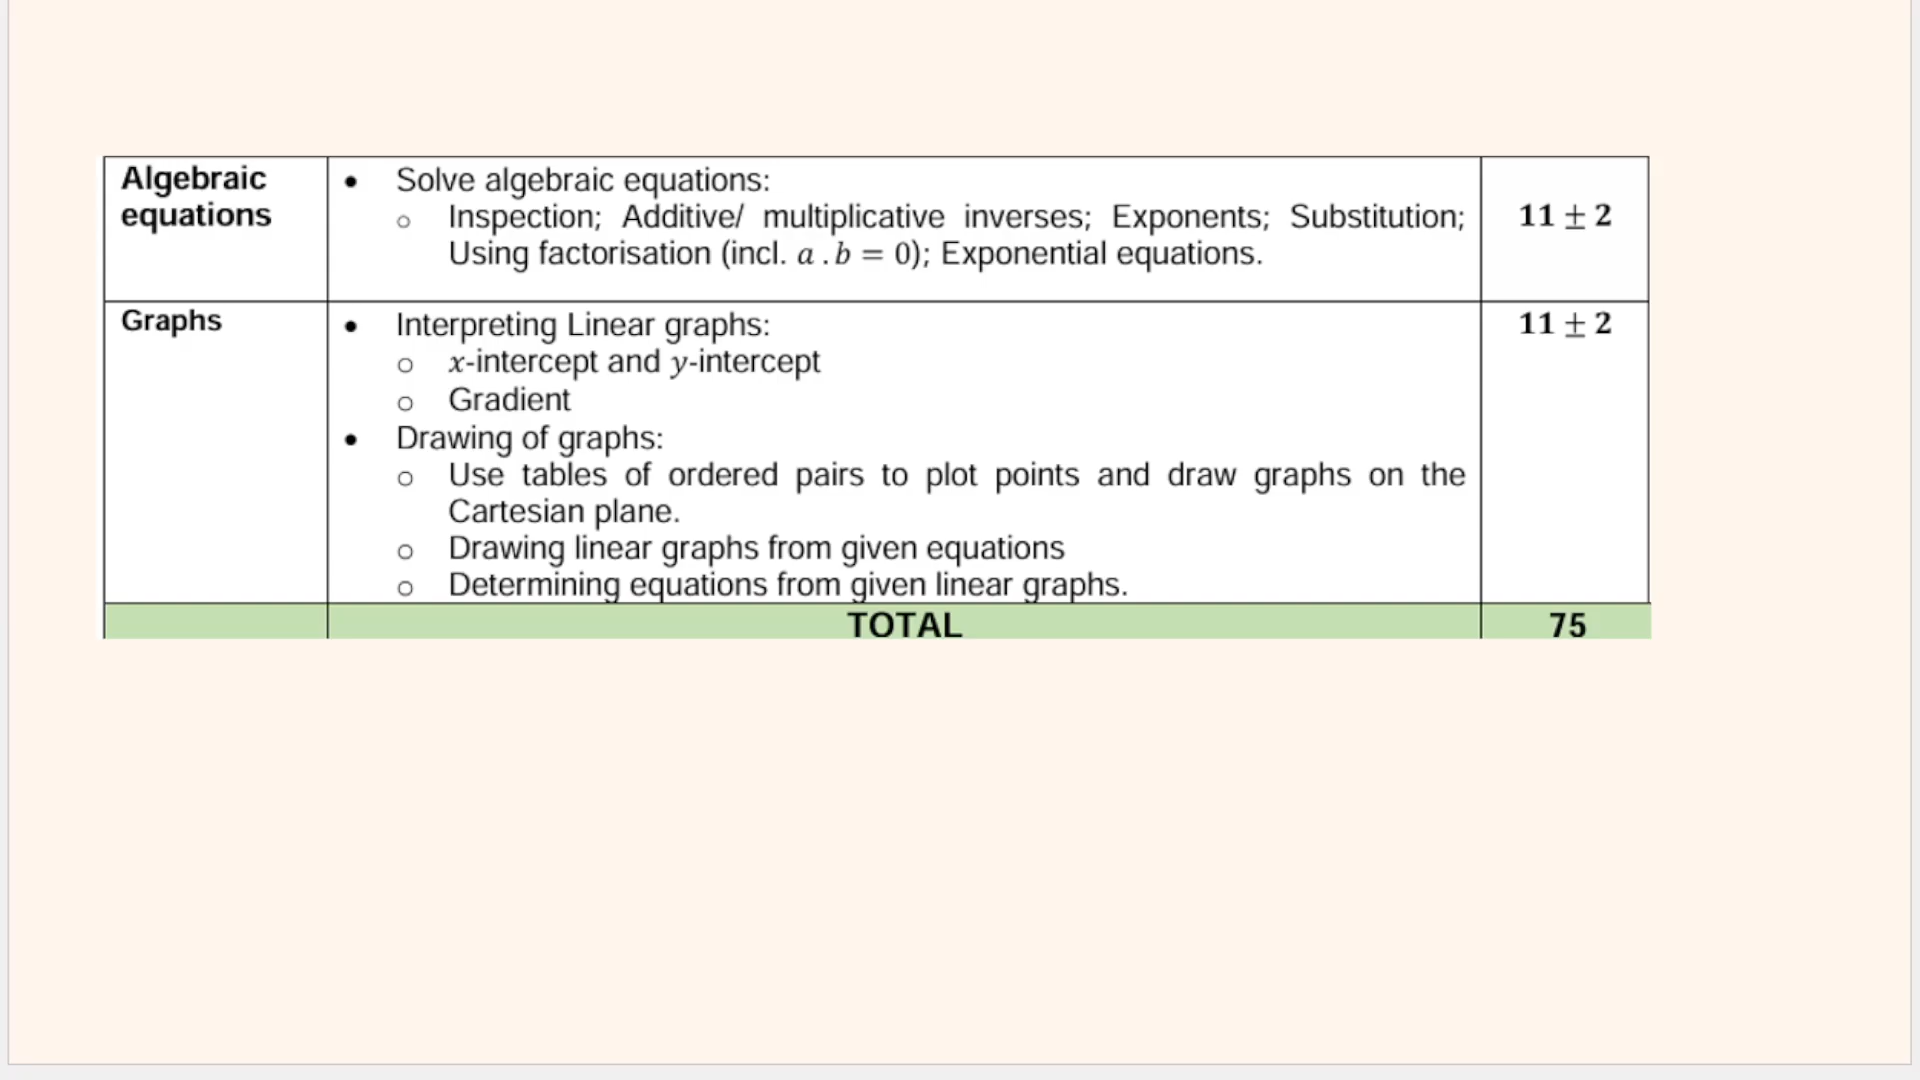 Algebraic
equations
• Solve algebraic equations:
○ Inspection; Additive/ multiplicative inverses; Exponents; Substitution;
Using factorisation (incl. a . b = 0); Exponential equations.
11 ± 2
Graphs
• Interpreting Linear graphs:
○ x-intercept and y-intercept
○ Gradient
• Drawing of graphs:
○ Use tables of ordered pairs to plot points and draw graphs on the
Cartesian plane.
○ Drawing linear graphs from given equations
○ Determining equations from given linear graphs.
11 ± 2
TOTAL
75